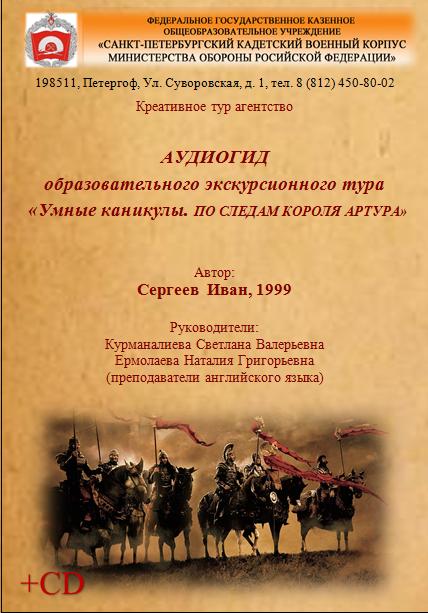 ФЕДЕРАЛЬНОЕ ГОСУДАРСТВЕННОЕ КАЗЕННОЕ
ОБЩЕОБРАЗОВАТЕЛЬНОЕ УЧРЕЖДЕНИЕ
«САНКТ-ПЕТЕРБУРГСКИЙ КАДЕТСКИЙ ВОЕННЫЙ КОРПУС
МИНИСТЕРСТВА ОБОРОНЫ РОСИЙСКОЙ ФЕДЕРАЦИИ»
198511, Петергоф, Ул. Суворовская, д. 1, тел. 8 (812) 450-80-02
Креативное тур агентство
АУДИОГИД
образовательного экскурсионного тура
«Умные каникулы. ПО СЛЕДАМ КОРОЛЯ АРТУРА»
Автор:
Сергеев Иван, 1999
Руководители:
Курманалиева Светлана Валерьевна
Ермолаева Наталия Григорьевна
(преподаватели английского языка)
+CD